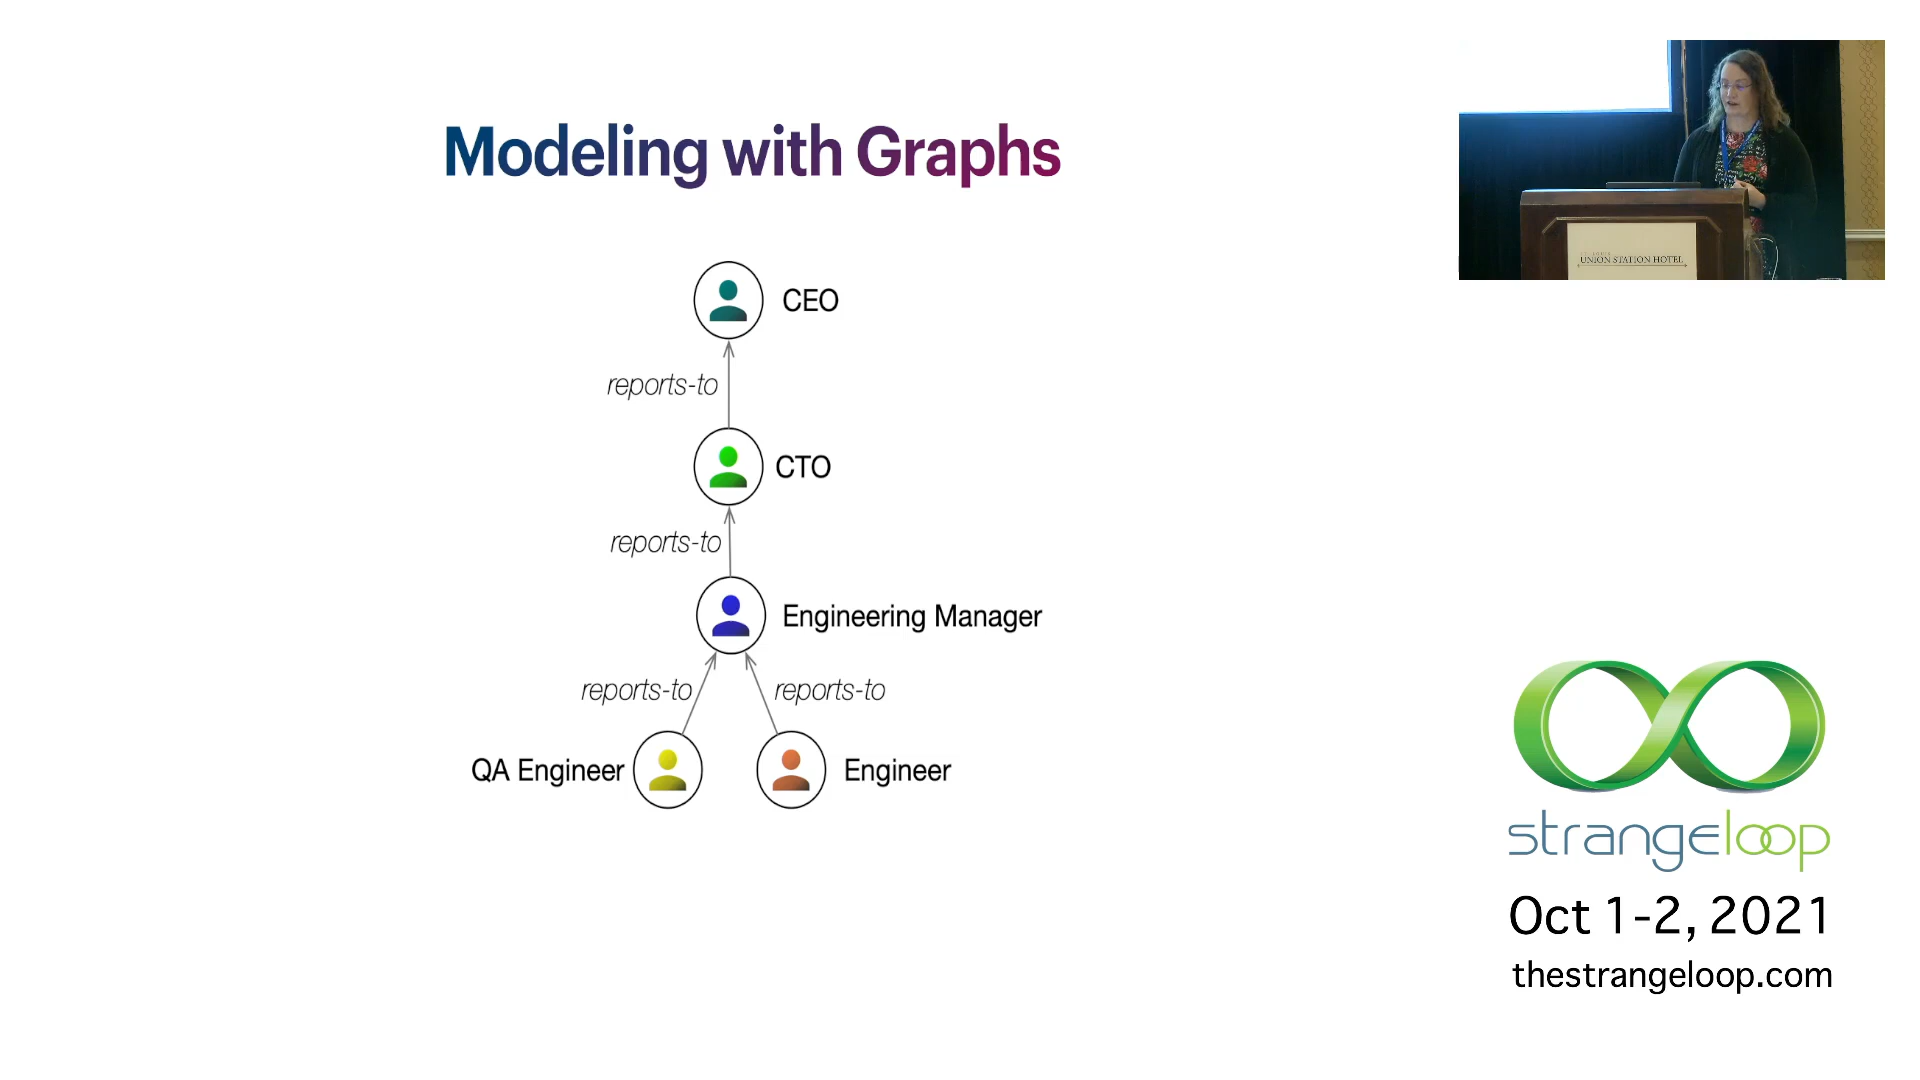 Modeling with Graphs
CEO
reports-to
CTO
reports-to
Engineering Manager
reports-to
reports-to
QA Engineer
Engineer
UNION STATION HOTEL
strangeloop
Oct 1-2, 2021
thestrangeloop.com